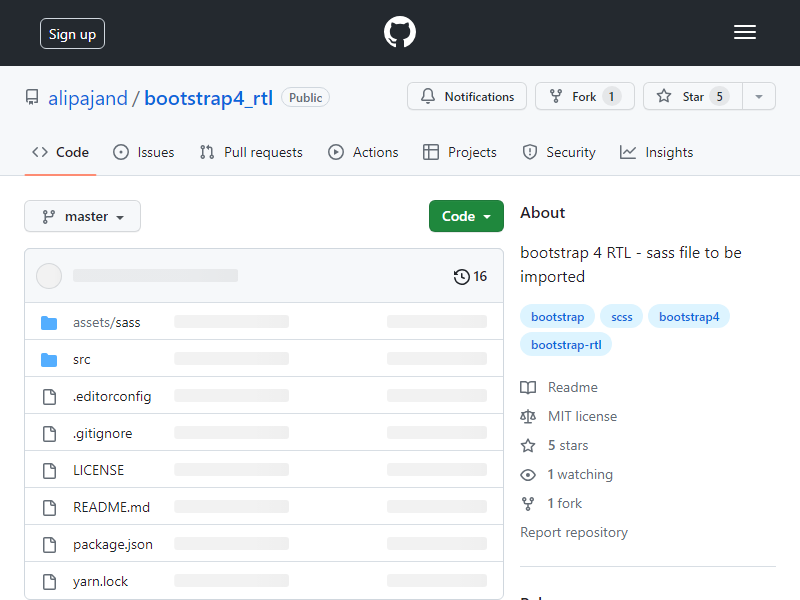 Sign up
alipajand / bootstrap4_rtl Public
Notifications
Fork 1
Star 5
Code
Issues
Pull requests
Actions
Projects
Security
Insights
master
Code
16
assets/sass
src
.editorconfig
.gitignore
LICENSE
README.md
package.json
yarn.lock
About
bootstrap 4 RTL - sass file to be
imported
bootstrap scss bootstrap4
bootstrap-rtl
Readme
MIT license
5 stars
1 watching
1 fork
Report repository